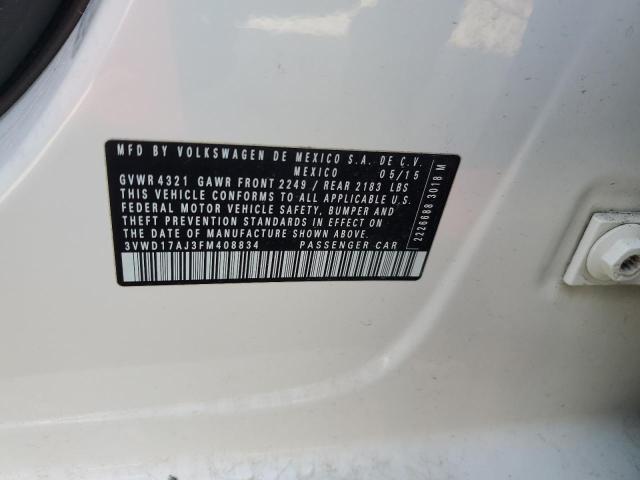 MFD BY VOLKSWAGEN DE MEXICO S.A. DE C.V.
MEXICO 05/15
GVWR 4321 GAWR FRONT 2249 / REAR 2183 LBS
THIS VEHICLE CONFORMS TO ALL APPLICABLE U.S.
FEDERAL MOTOR VEHICLE SAFETY, BUMPER AND
THEFT PREVENTION STANDARDS IN EFFECT ON
THE DATE OF MANUFACTURE SHOWN ABOVE.
3VWD17AJ3FM408834 PASSENGER CAR
2226688 3018 M